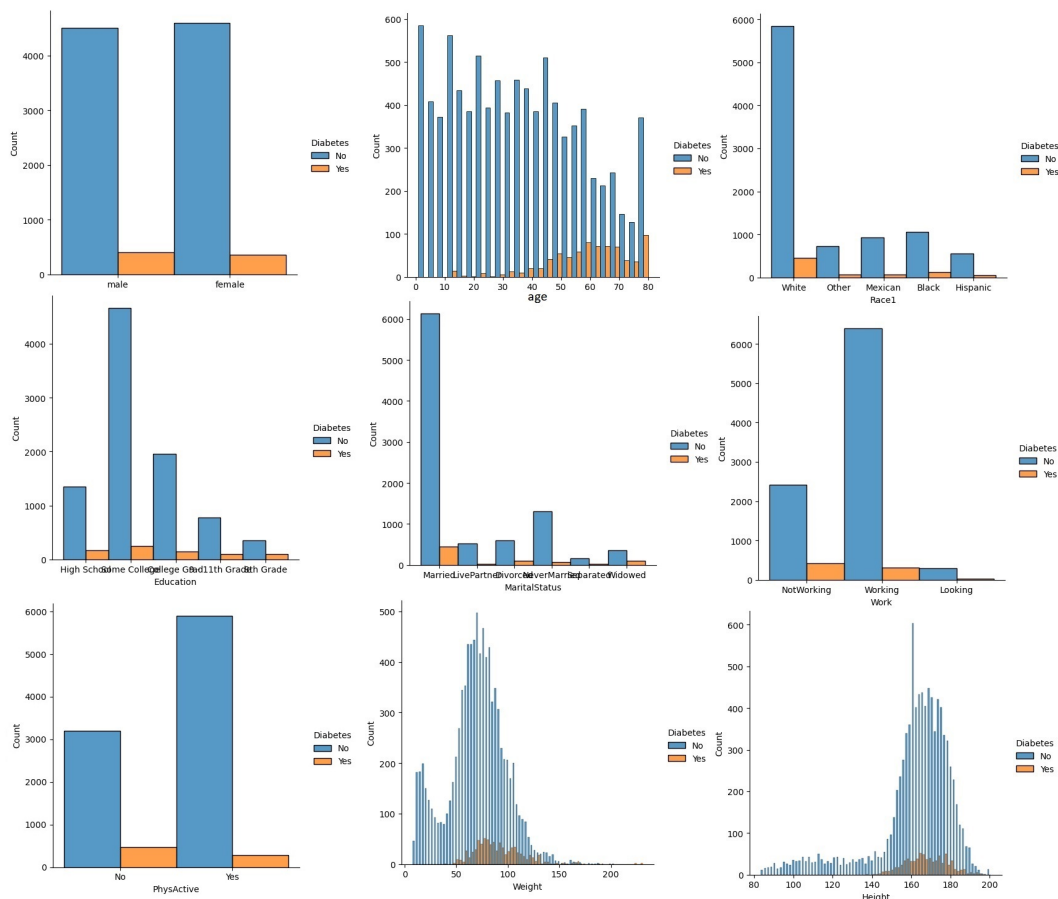 4000
3000
2000
1000
0
Count
male
female
Diabetes
No
Yes
600
500
400
300
200
100
0
Count
0 10 20 30 40 50 60 70 80
age
Diabetes
No
Yes
6000
5000
4000
3000
2000
1000
0
Count
White Other Mexican Black Hispanic
Race1
Diabetes
No
Yes
4000
3000
2000
1000
0
Count
High School Some College College Grad
Education
Diabetes
No
Yes
6000
5000
4000
3000
2000
1000
0
Count
Married LivePartner Divorced NeverMarried Separated Widowed
MaritalStatus
Diabetes
No
Yes
6000
5000
4000
3000
2000
1000
0
Count
NotWorking Working Looking
Work
Diabetes
No
Yes
6000
5000
4000
3000
2000
1000
0
Count
No Yes
PhysActive
Diabetes
No
Yes
500
400
300
200
100
0
Count
0 50 100 150 200
Weight
Diabetes
No
Yes
600
500
400
300
200
100
0
Count
80 100 120 140 160 180 200
Height
Diabetes
No
Yes